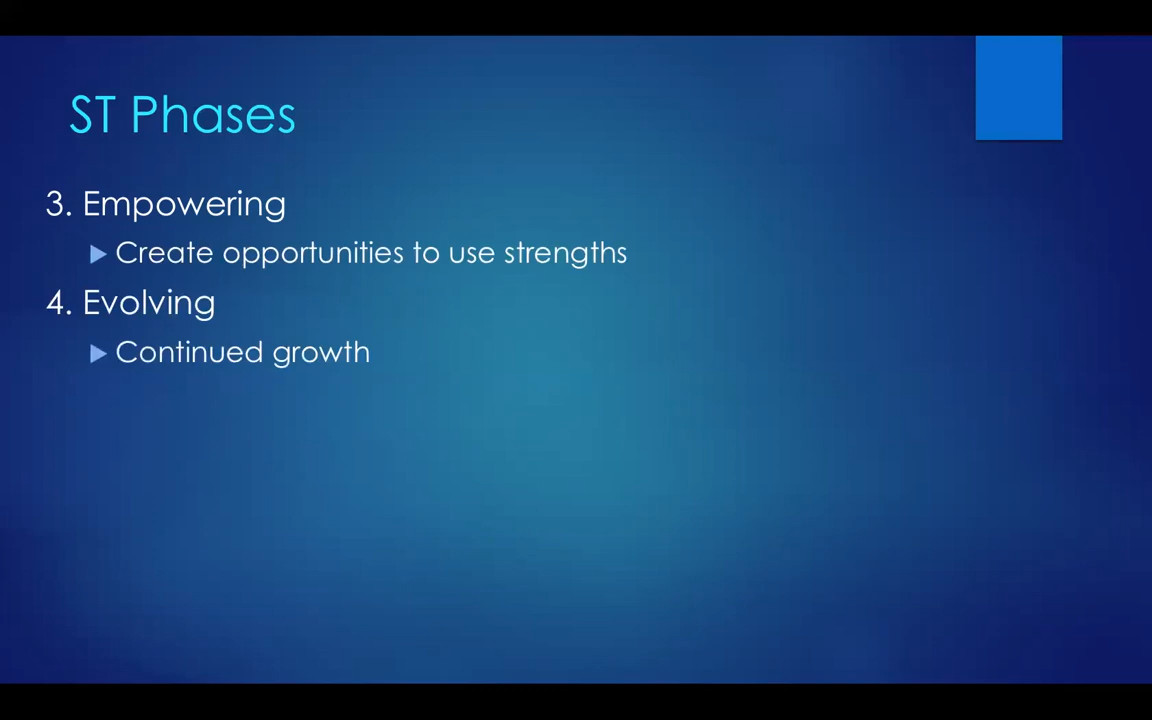 ST Phases
3. Empowering
Create opportunities to use strengths
4. Evolving
Continued growth